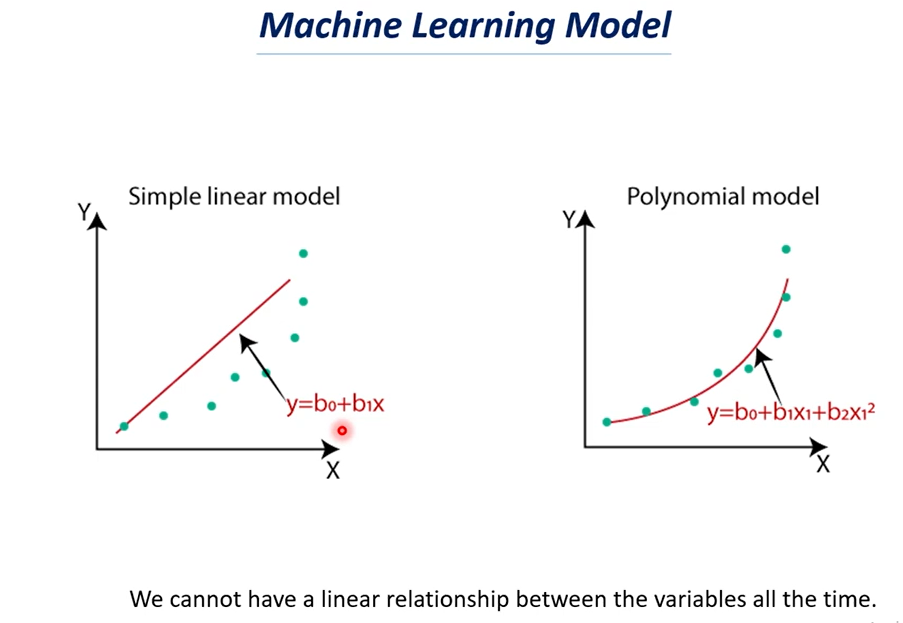 Machine Learning Model
Simple linear model
Y
y=b₀+b₁x
X
Polynomial model
Y
y=b₀+b₁x₁+b₂x₁²
X
We cannot have a linear relationship between the variables all the time.